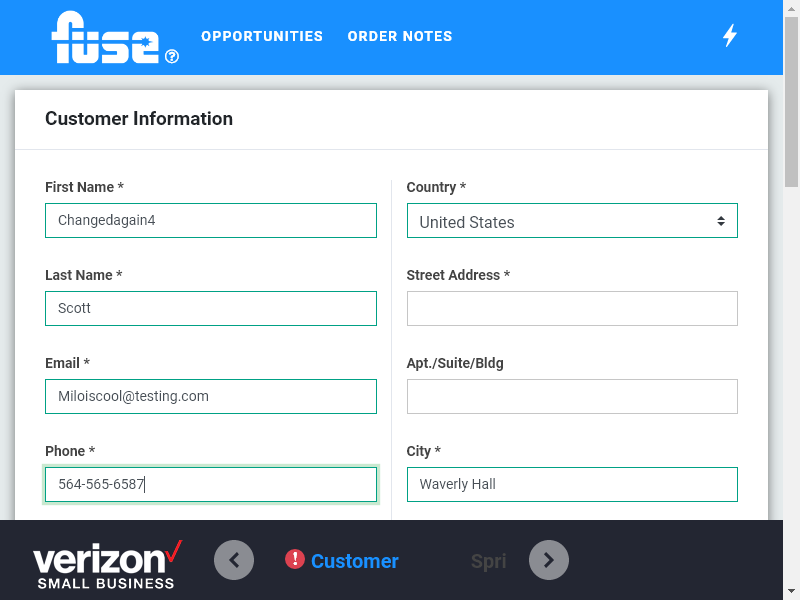 fuse
OPPORTUNITIES ORDER NOTES
Customer Information
First Name *
Changedagain4
Last Name *
Scott
Email *
Miloiscool@testing.com
Phone *
564-565-6587
Country *
United States
Street Address *
Apt./Suite/Bldg
City *
Waverly Hall
verizon
SMALL BUSINESS
Customer
Spri